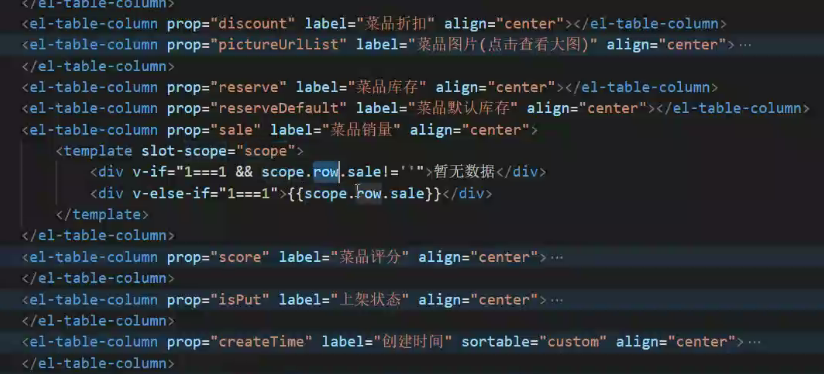 </el-table-column>
<el-table-column prop="discount" label="菜品折扣" align="center"></el-table-column>
<el-table-column prop="pictureUrlList" label="菜品图片(点击查看大图)" align="center">…
</el-table-column>
<el-table-column prop="reserve" label="菜品库存" align="center"></el-table-column>
<el-table-column prop="reserveDefault" label="菜品默认库存" align="center"></el-table-column>
<el-table-column prop="sale" label="菜品销量" align="center">
<template slot-scope="scope">
<div v-if="1===1 && scope.row.sale!=''">暂无数据</div>
<div v-else-if="1===1">{{scope.row.sale}}</div>
</template>
</el-table-column>
<el-table-column prop="score" label="菜品评分" align="center">…
</el-table-column>
<el-table-column prop="isPut" label="上架状态" align="center">…
</el-table-column>
<el-table-column prop="createTime" label="创建时间" sortable="custom" align="center">…
</el-table-column>